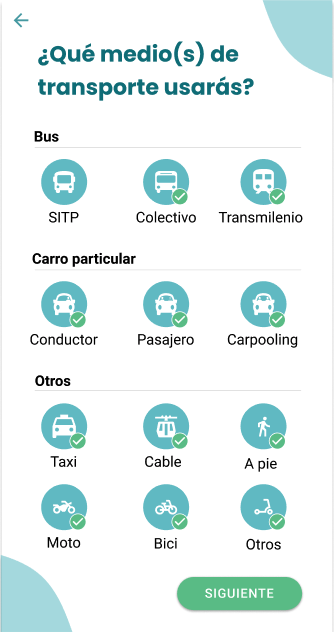 ¿Qué medio(s) de
transporte usarás?
Bus
SITP
Colectivo
Transmilenio
Carro particular
Conductor
Pasajero
Carpooling
Otros
Taxi
Cable
A pie
Moto
Bici
Otros
SIGUIENTE